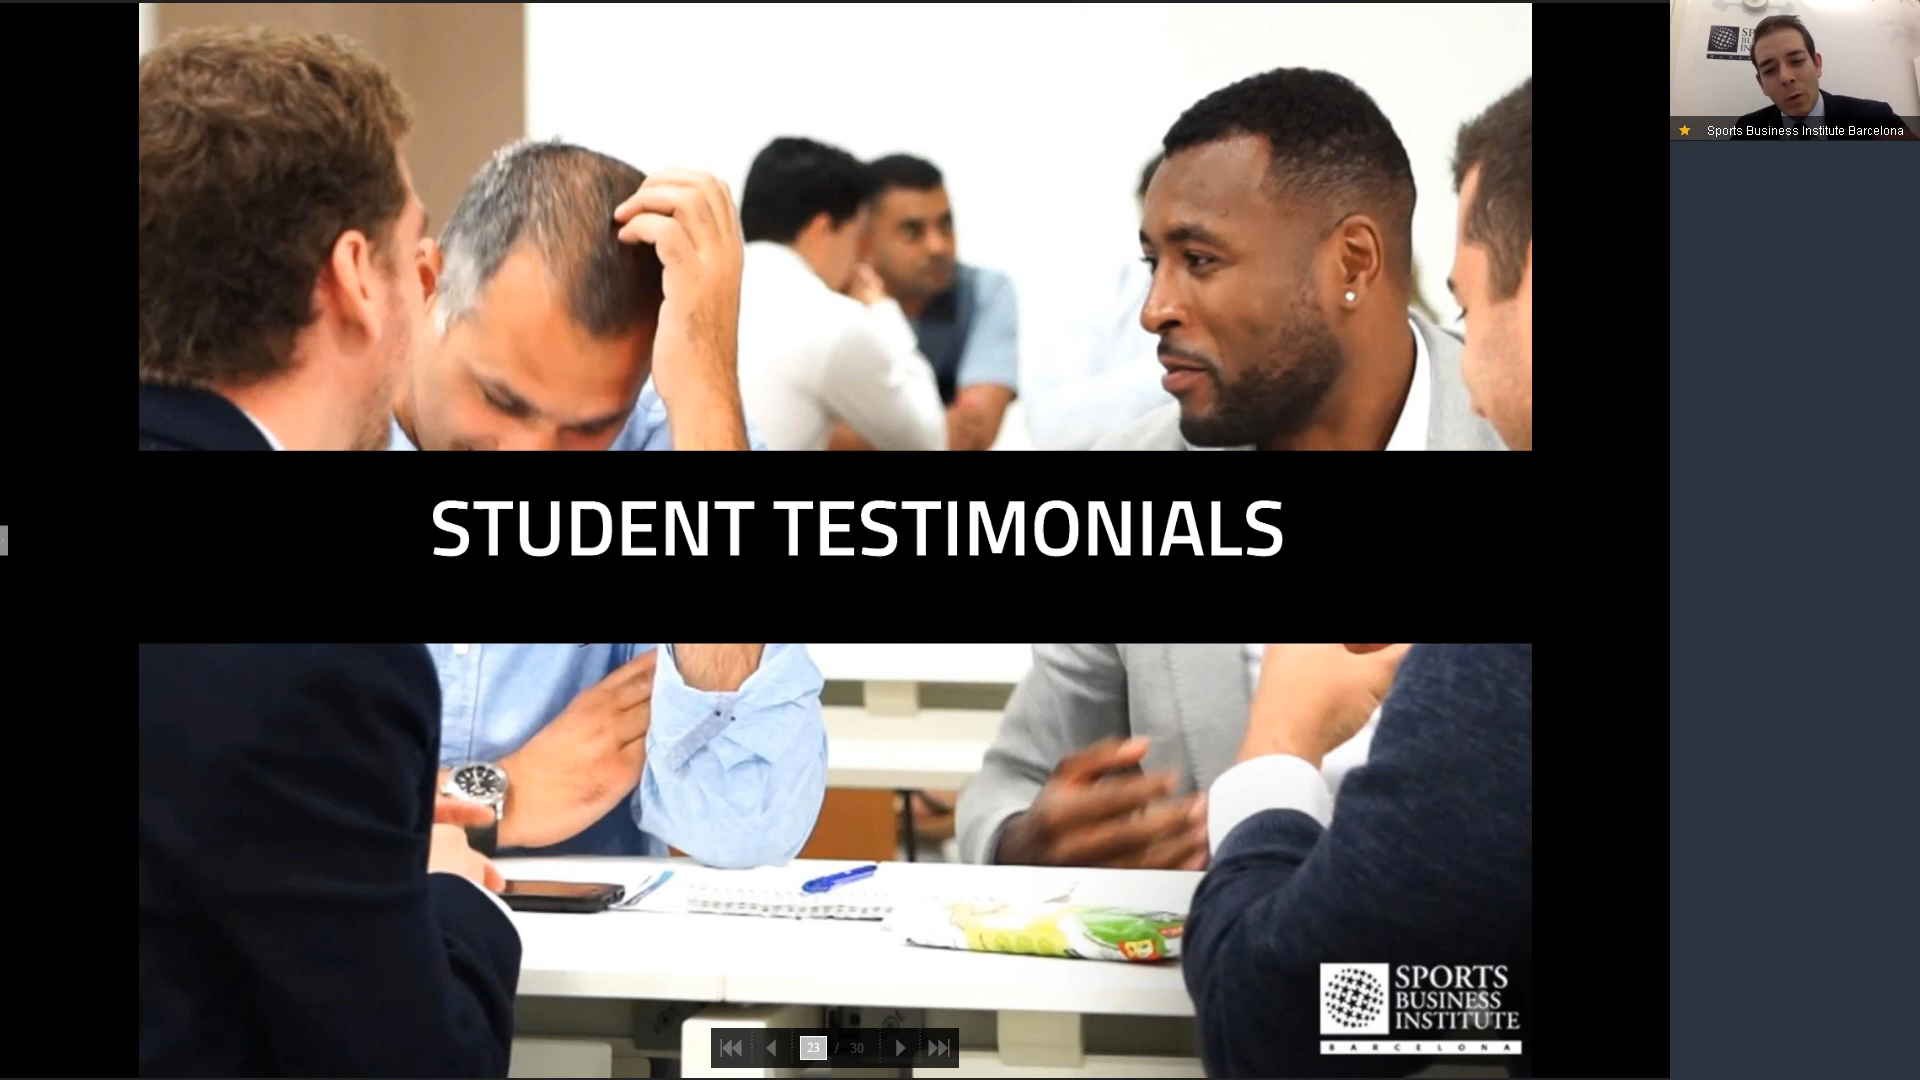 STUDENT TESTIMONIALS
SPORTS
BUSINESS
INSTITUTE
BARCELONA
23 / 30
Sports Business Institute Barcelona